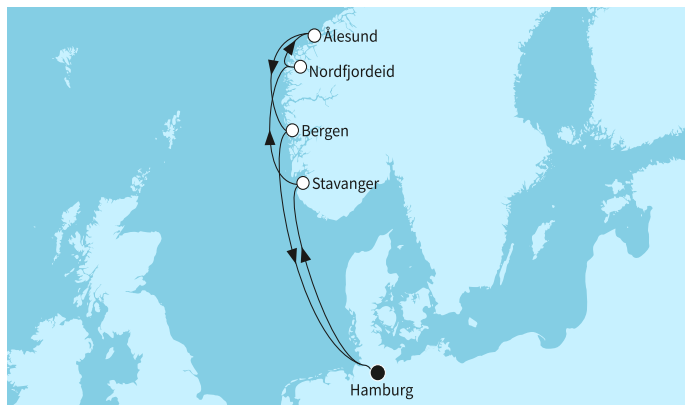 Ålesund
Nordfjordeid
Bergen
Stavanger
Hamburg